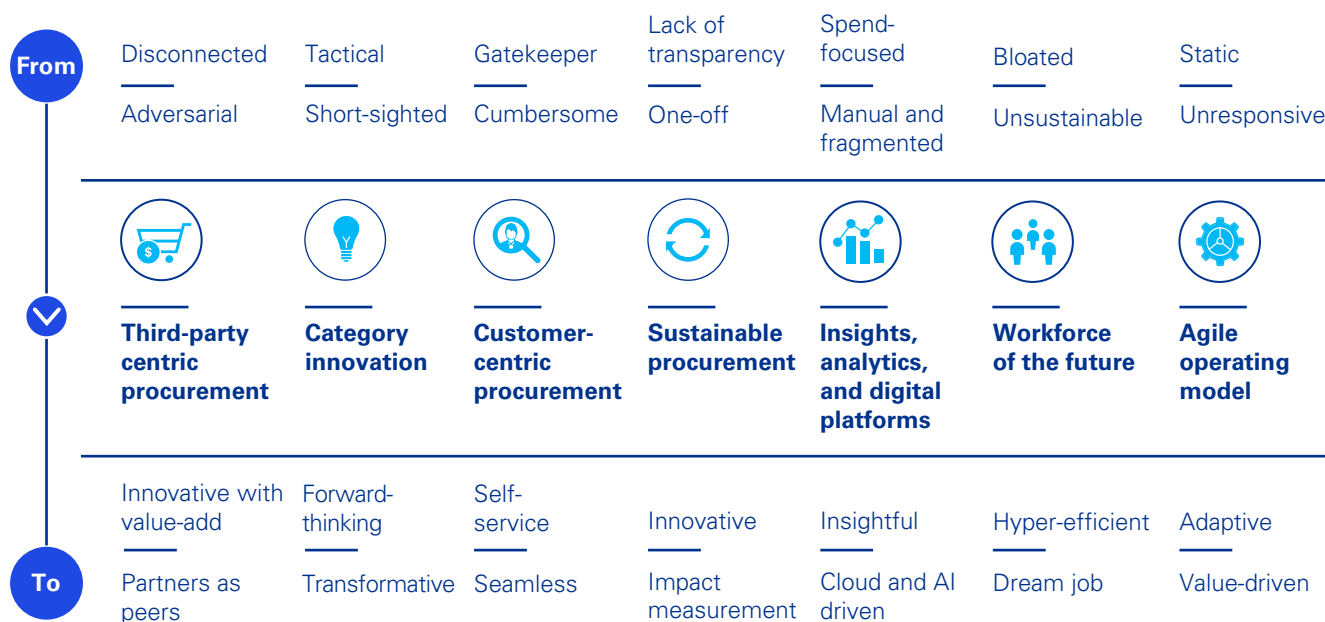 From
Disconnected
Adversarial
Tactical
Short-sighted
Gatekeeper
Cumbersome
Lack of
transparency
One-off
Spend-
focused
Manual and
fragmented
Bloated
Unsustainable
Static
Unresponsive
$
Third-party
centric
procurement
Category
innovation
Customer-
centric
procurement
Sustainable
procurement
Insights,
analytics,
and digital
platforms
Workforce
of the future
Agile
operating
model
To
Innovative with
value-add
Partners as
peers
Forward-
thinking
Transformative
Self-
service
Seamless
Innovative
Impact
measurement
Insightful
Cloud and AI
driven
Hyper-efficient
Dream job
Adaptive
Value-driven